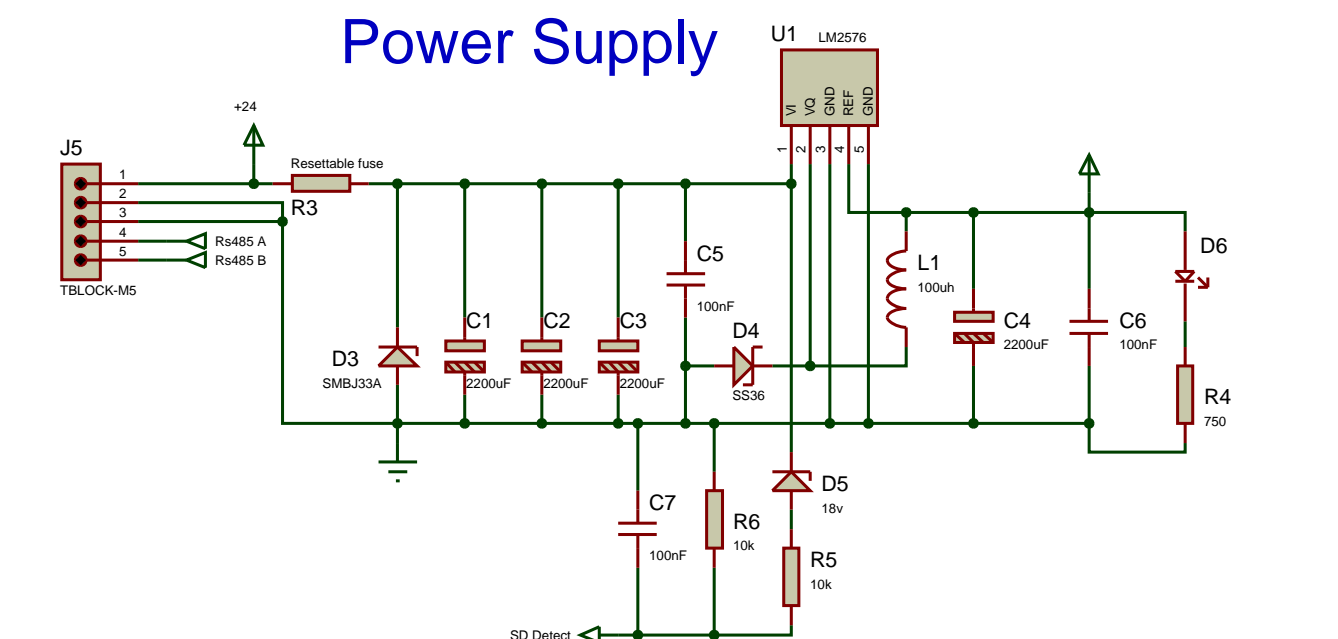 Power Supply
U1
LM2576
VI
VQ
GND
REF
GND
1
2
3
4
5
+24
J5
1
2
3
4
5
TBLOCK-M5
Rs485 A
Rs485 B
Resettable fuse
R3
D3
SMBJ33A
C1
2200uF
C2
2200uF
C3
2200uF
C5
100nF
D4
SS36
L1
100uh
C4
2200uF
C6
100nF
D6
R4
750
C7
100nF
R6
10k
D5
18v
R5
10k
SD Detect